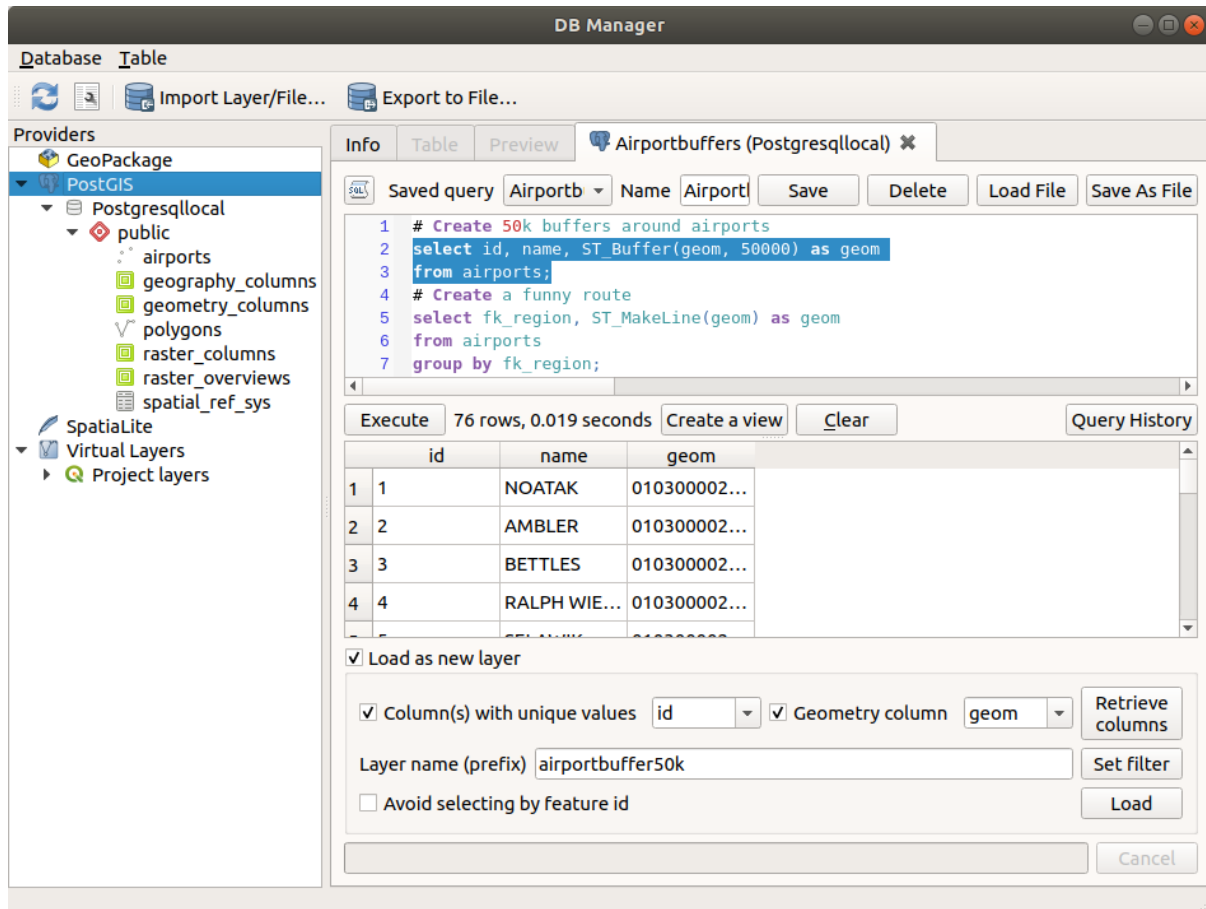 DB Manager
Database Table
Import Layer/File... Export to File...
Providers
GeoPackage
PostGIS
Postgresqllocal
public
airports
geography_columns
geometry_columns
polygons
raster_columns
raster_overviews
spatial_ref_sys
SpatiaLite
Virtual Layers
Project layers
Info Table Preview Airportbuffers (Postgresqllocal)
SQL Saved query Airportb Name Airportl Save Delete Load File Save As File
1 # Create 50k buffers around airports
2 select id, name, ST_Buffer(geom, 50000) as geom
3 from airports;
4 # Create a funny route
5 select fk_region, ST_MakeLine(geom) as geom
6 from airports
7 group by fk_region;
Execute 76 rows, 0.019 seconds Create a view Clear Query History
id name geom
1 1 NOATAK 010300002...
2 2 AMBLER 010300002...
3 3 BETTLES 010300002...
4 4 RALPH WIE... 010300002...
Load as new layer
Column(s) with unique values id Geometry column geom Retrieve columns
Layer name (prefix) airportbuffer50k Set filter
Avoid selecting by feature id Load
Cancel